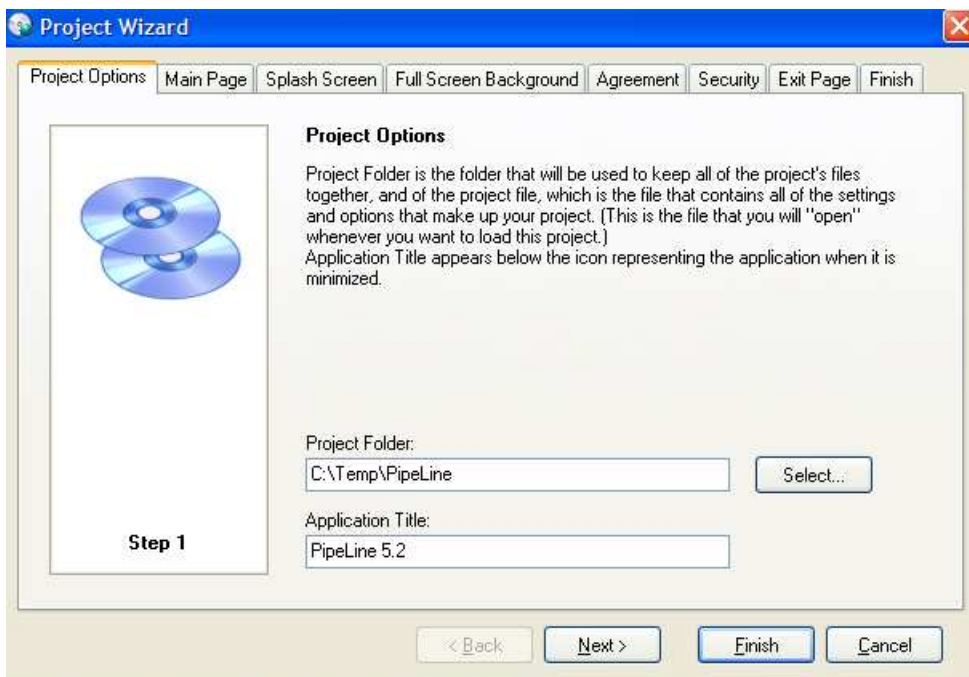 Project Wizard
Project Options
Main Page
Splash Screen
Full Screen Background
Agreement
Security
Exit Page
Finish
Project Options
Project Folder is the folder that will be used to keep all of the project's files
together, and of the project file, which is the file that contains all of the settings
and options that make up your project. (This is the file that you will "open"
whenever you want to load this project.)
Application Title appears below the icon representing the application when it is
minimized.
Project Folder:
C:\Temp\PipeLine
Select...
Application Title:
PipeLine 5.2
Step 1
< Back
Next >
Finish
Cancel